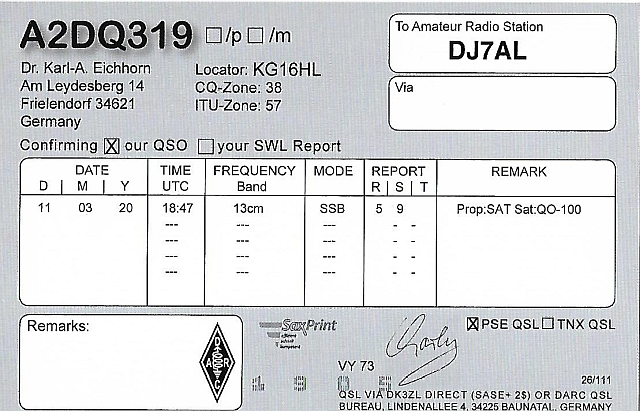 A2DQ319 /p /m
To Amateur Radio Station
DJ7AL
Dr. Karl-A. Eichhorn
Am Leydesberg 14
Frielendorf 34621
Germany
Locator: KG16HL
CQ-Zone: 38
ITU-Zone: 57
Via
Confirming X our QSO your SWL Report
DATE TIME FREQUENCY MODE REPORT REMARK
D | M | Y UTC Band R | S | T
11 03 20 18:47 13cm SSB 5 9 Prop:SAT Sat:QO-100
--- --- - -
--- --- - -
--- --- - -
--- --- - -
Remarks:
DARC
SaxPrint
Charly
X PSE QSL TNX QSL
VY 73
26/111
QSL VIA DK3ZL DIRECT (SASE+ 2$) OR DARC QSL
BUREAU, LINDENALLEE 4, 34225 BAUNATAL, GERMANY